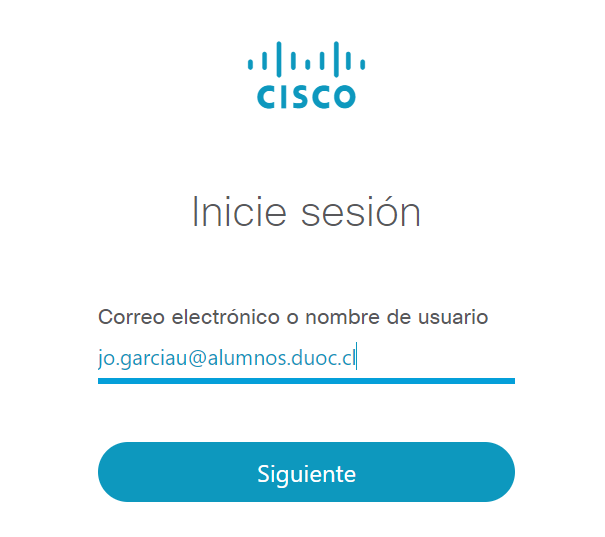 CISCO
Inicie sesión
Correo electrónico o nombre de usuario
jo.garciau@alumnos.duoc.cl
Siguiente